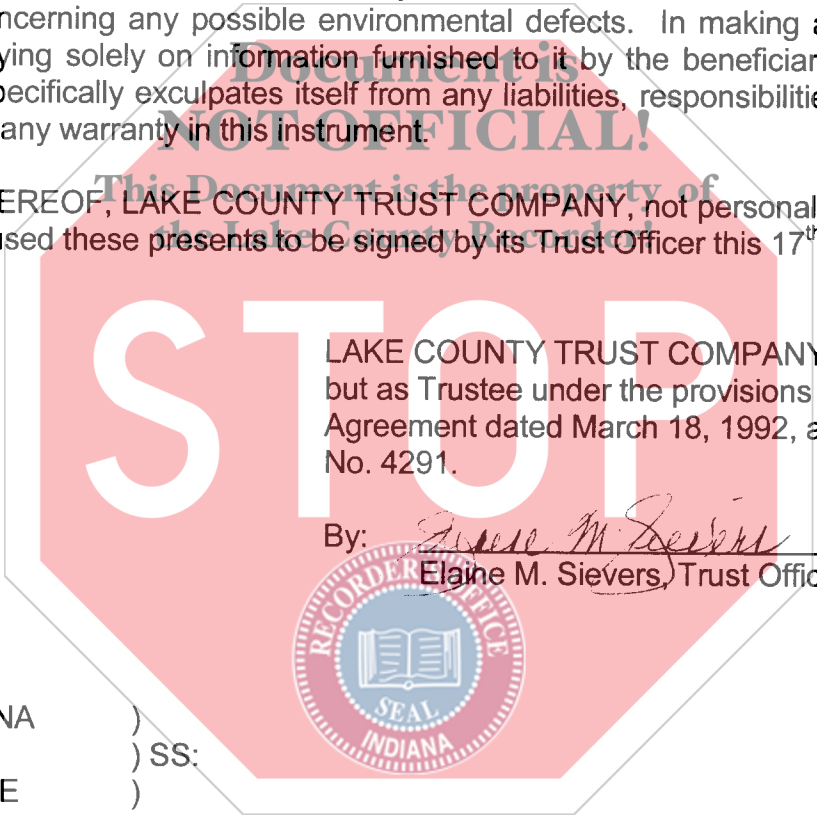 ncerning any possible environmental defects. In making a
Document is
ying solely on information furnished to it by the beneficiar
pecifically exculpates itself from any liabilities, responsibilitie
NOT OFFICIAL!
any warranty in this instrument.
This Document is the property of
EREOF, LAKE COUNTY TRUST COMPANY, not personal
the Lake County Recorder!
sed these presents to be signed by its Trust Officer this 17th
STOP
LAKE COUNTY TRUST COMPANY
but as Trustee under the provisions
Agreement dated March 18, 1992, a
No. 4291.
By: Elaine M. Sievers
Elaine M. Sievers, Trust Offic
RECORDER'S OFFICE
SEAL
INDIANA
NA )
) SS:
E )